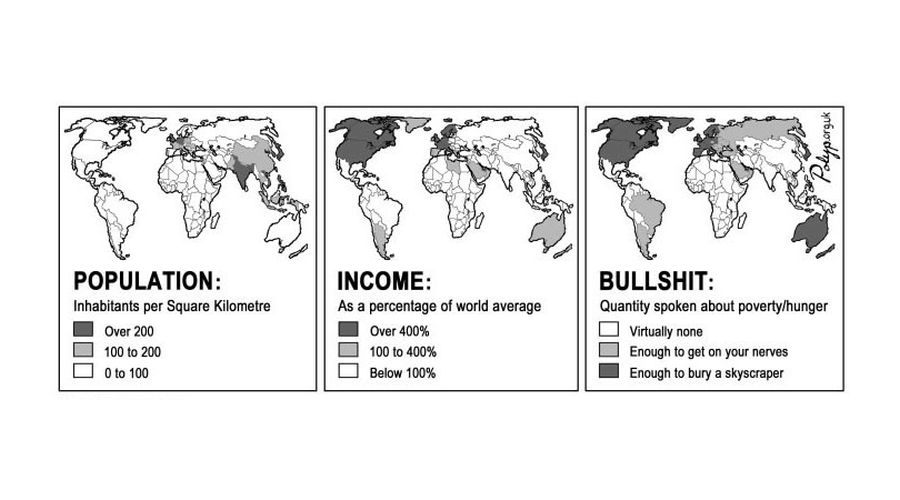 POPULATION:
Inhabitants per Square Kilometre
Over 200
100 to 200
0 to 100
INCOME:
As a percentage of world average
Over 400%
100 to 400%
Below 100%
Polyp.org.uk
BULLSHIT:
Quantity spoken about poverty/hunger
Virtually none
Enough to get on your nerves
Enough to bury a skyscraper